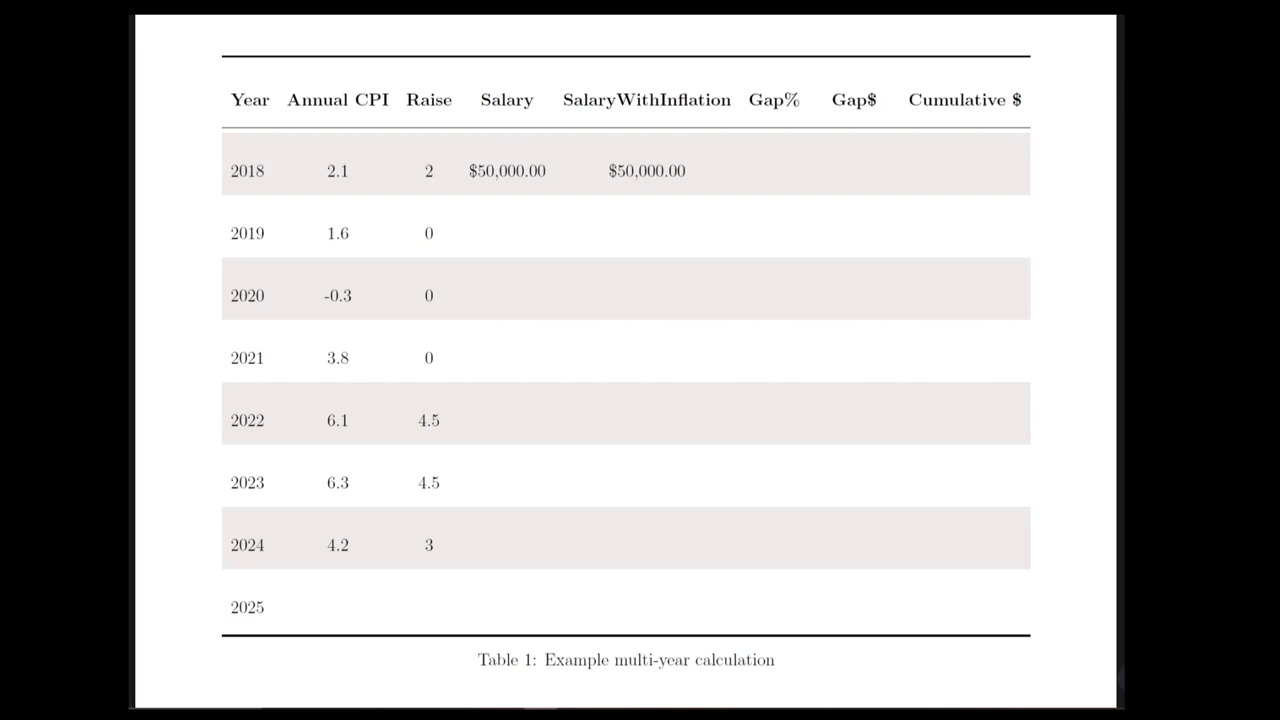 Year Annual CPI Raise Salary SalaryWithInflation Gap% Gap$ Cumulative $
2018 2.1 2 $50,000.00 $50,000.00
2019 1.6 0
2020 -0.3 0
2021 3.8 0
2022 6.1 4.5
2023 6.3 4.5
2024 4.2 3
2025
Table 1: Example multi-year calculation